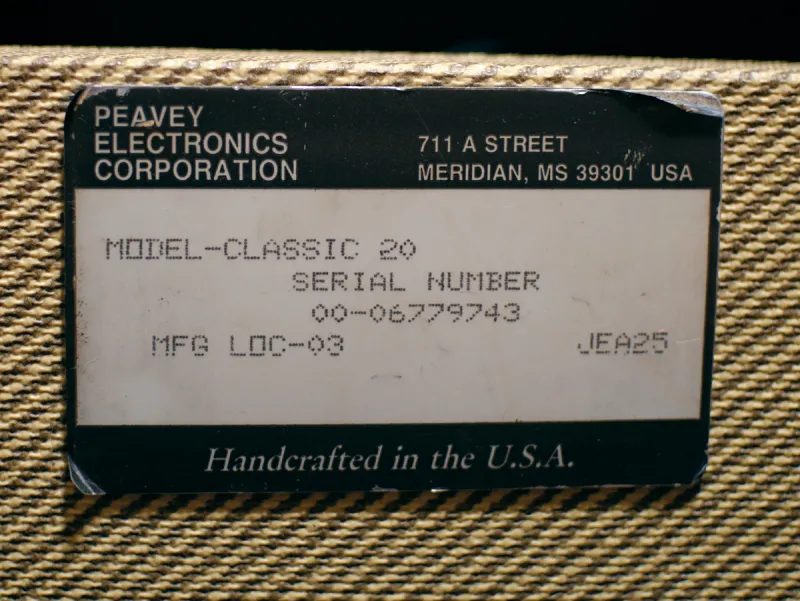 PEAVEY
ELECTRONICS
CORPORATION
711 A STREET
MERIDIAN, MS 39301 USA
MODEL-CLASSIC 20
SERIAL NUMBER
00-06779743
MFG LOC-03 JEA25
Handcrafted in the U.S.A.